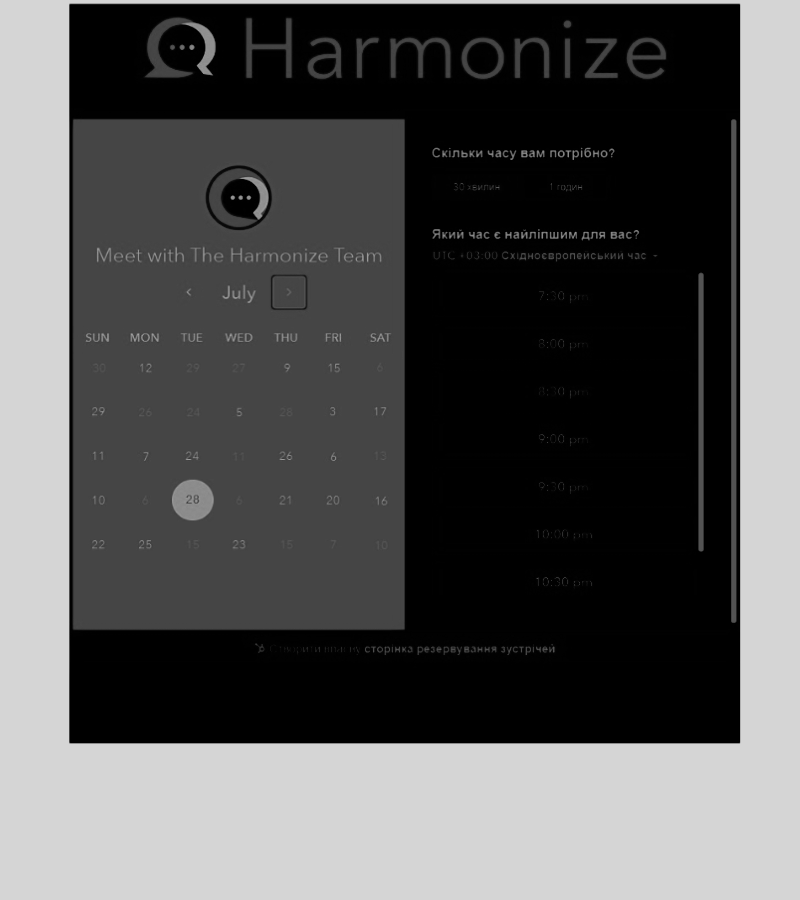 Harmonize
Meet with The Harmonize Team
July
SUN MON TUE WED THU FRI SAT
30 12 29 27 9 15 6
29 26 24 5 28 3 17
11 7 24 11 26 6 13
10 6 28 6 21 20 16
22 25 15 23 15 7 10
Скільки часу вам потрібно?
30 хвилин 1 годин
Який час є найліпшим для вас?
UTC +03:00 Східноєвропейський час
7:30 pm
8:00 pm
8:30 pm
9:00 pm
9:30 pm
10:00 pm
10:30 pm
Створити власну сторінка резервування зустрічей